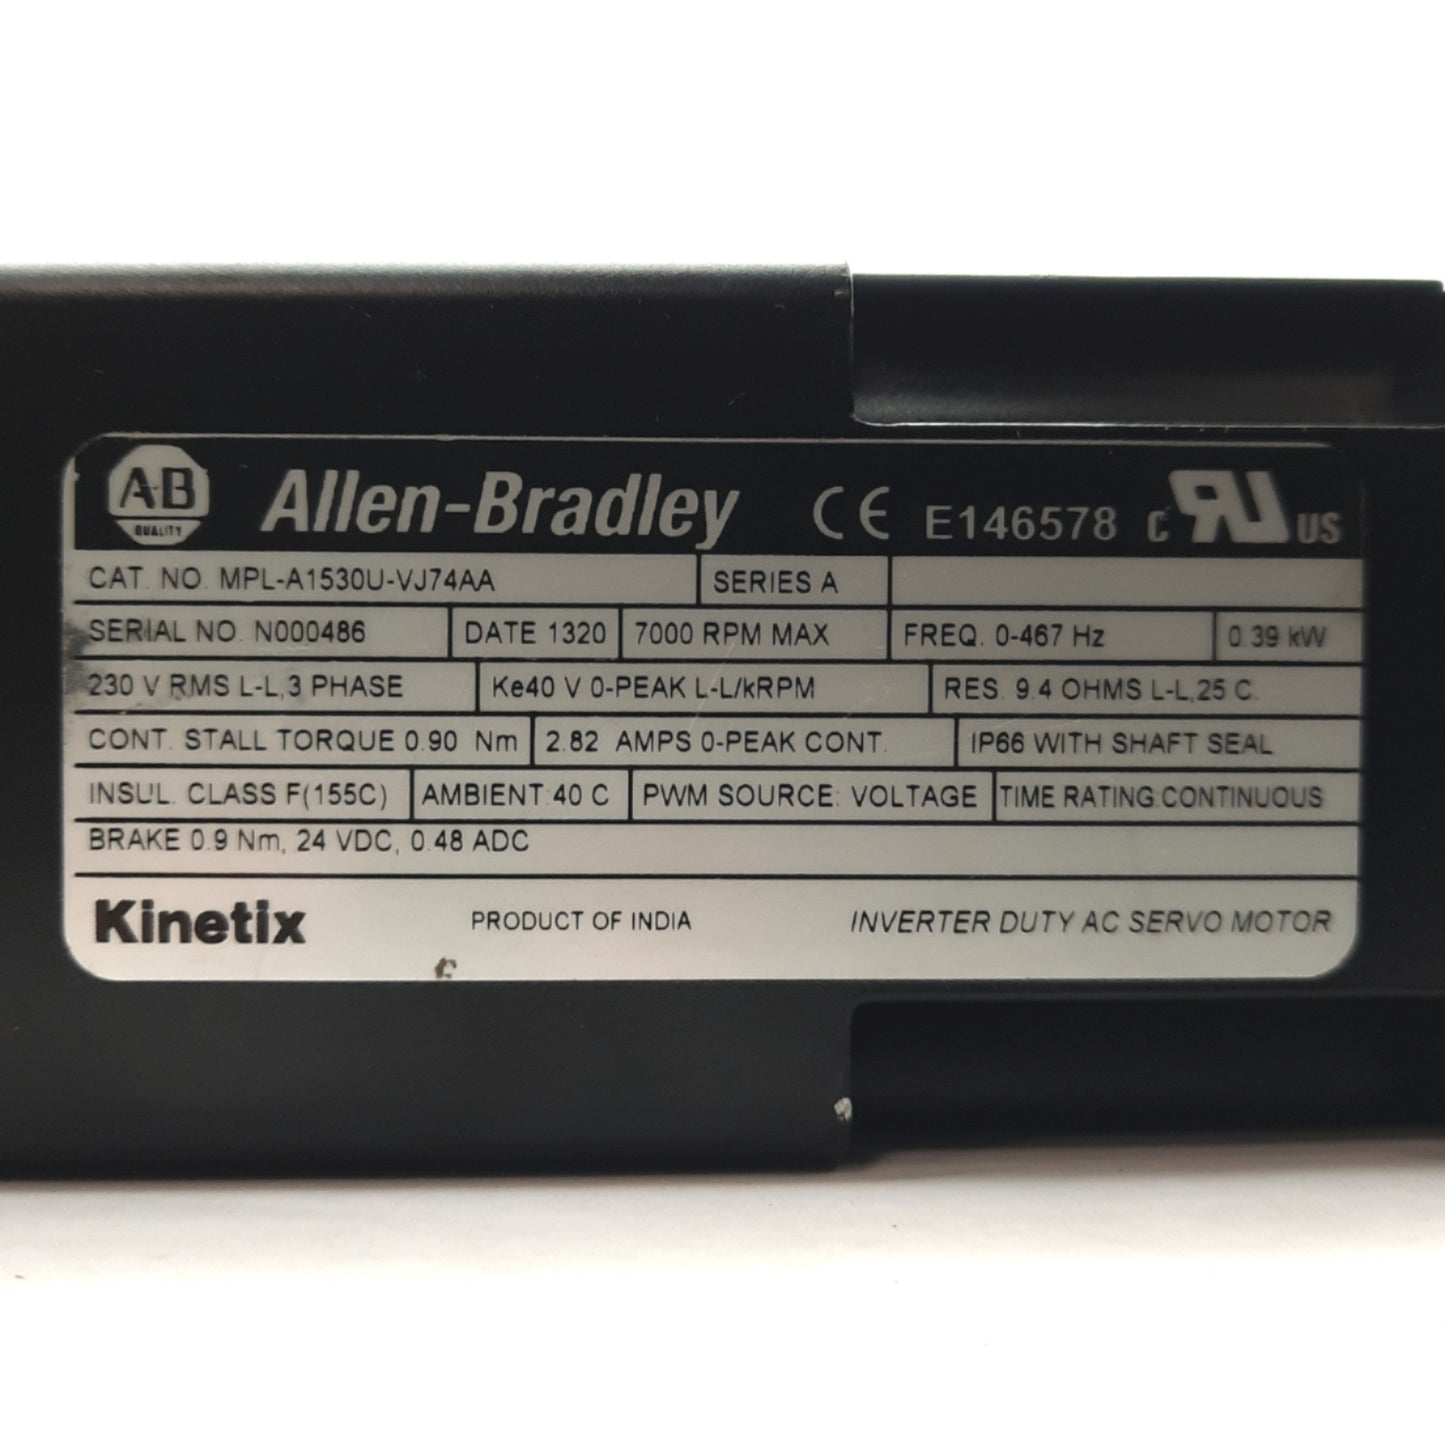 A-B QUALITY Allen-Bradley CE E146578 c RU US
CAT. NO. MPL-A1530U-VJ74AA SERIES A
SERIAL NO. N000486 DATE 1320 7000 RPM MAX FREQ. 0-467 Hz 0.39 kW
230 V RMS L-L,3 PHASE Ke40 V 0-PEAK L-L/kRPM RES. 9.4 OHMS L-L,25 C.
CONT. STALL TORQUE 0.90 Nm 2.82 AMPS 0-PEAK CONT. IP66 WITH SHAFT SEAL
INSUL. CLASS F(155C) AMBIENT:40 C PWM SOURCE: VOLTAGE TIME RATING:CONTINUOUS
BRAKE 0.9 Nm, 24 VDC, 0.48 ADC
Kinetix PRODUCT OF INDIA INVERTER DUTY AC SERVO MOTOR